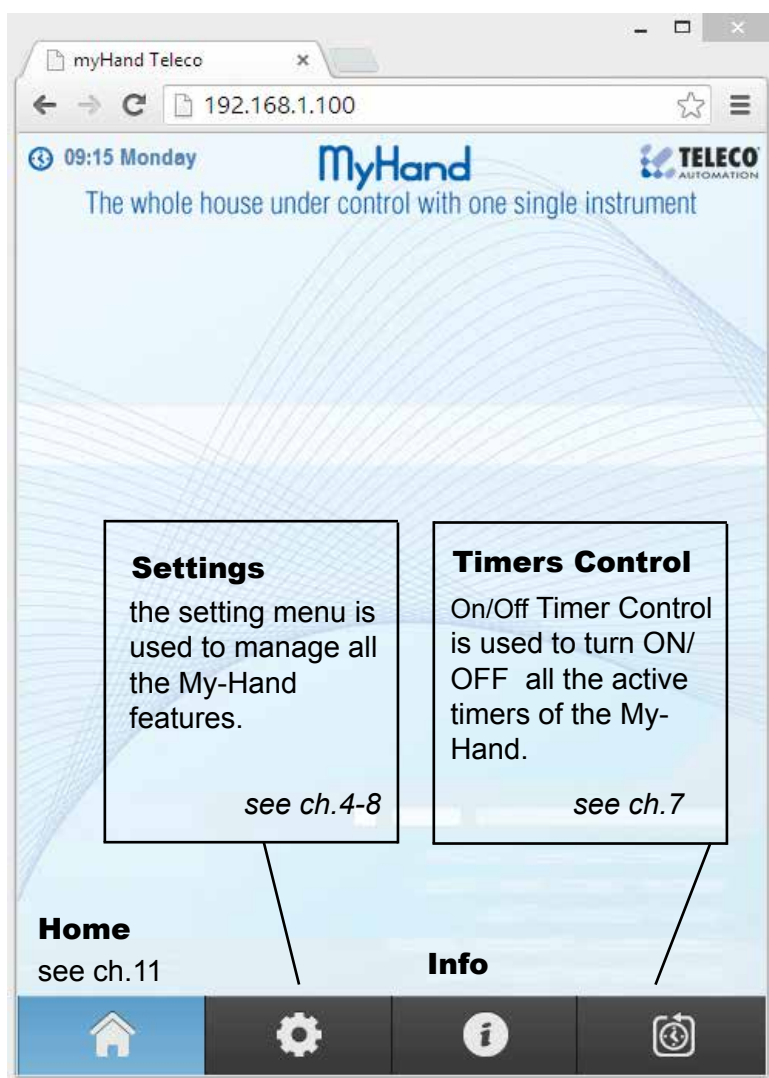 myHand Teleco
192.168.1.100
09:15 Monday
MyHand
TELECO
AUTOMATION
The whole house under control with one single instrument
Settings
the setting menu is
used to manage all
the My-Hand
features.
see ch.4-8
Timers Control
On/Off Timer Control
is used to turn ON/
OFF all the active
timers of the My-
Hand.
see ch.7
Home
see ch.11
Info